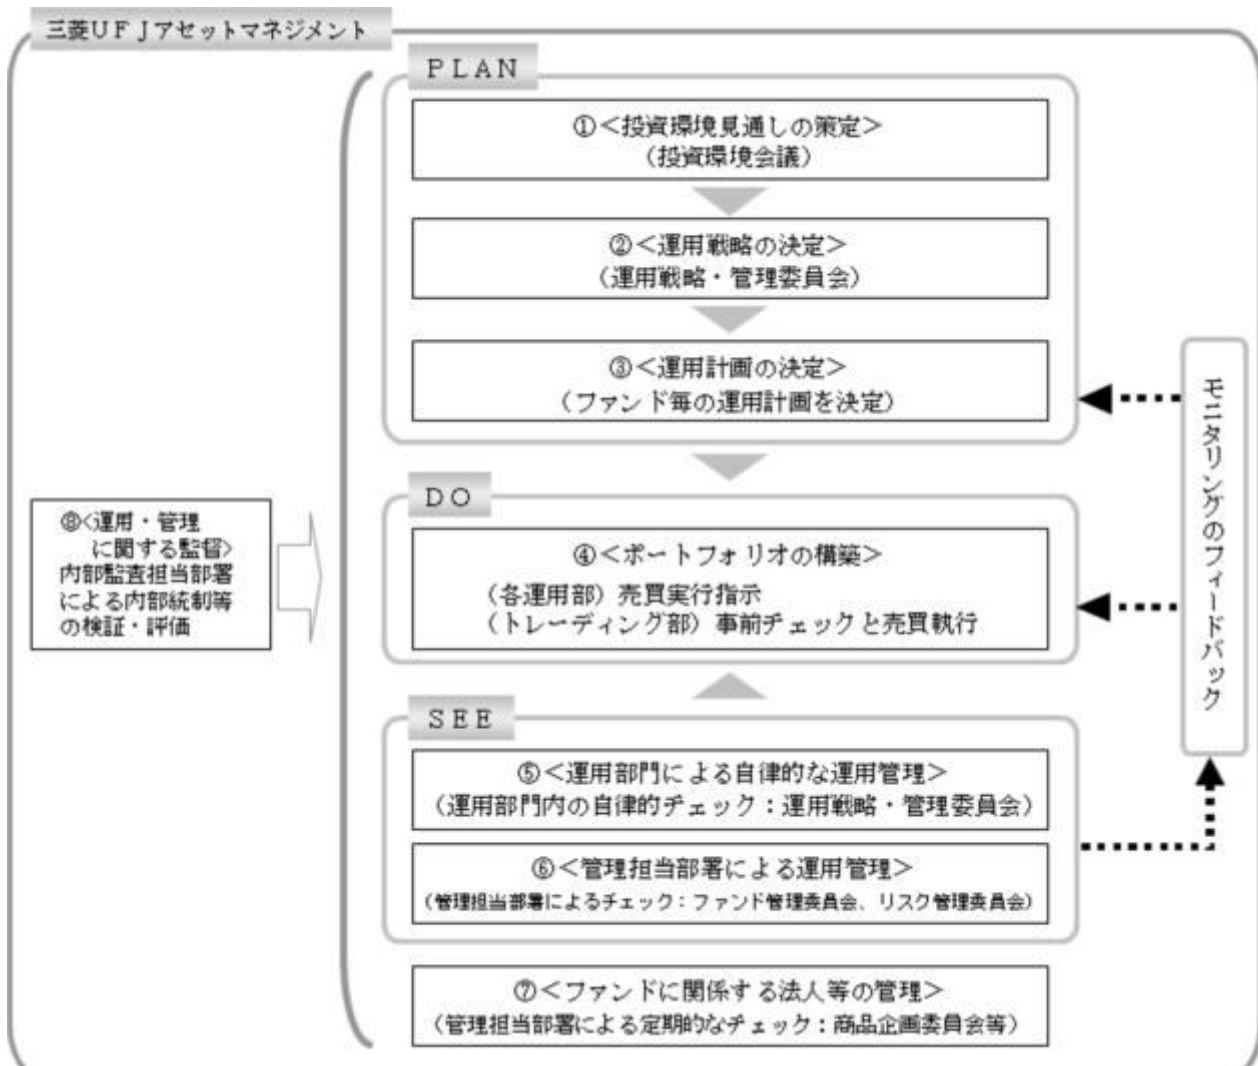 三菱UFJアセットマネジメント
PLAN
①<投資環境見通しの策定>
(投資環境会議)
②<運用戦略の決定>
(運用戦略・管理委員会)
③<運用計画の決定>
(ファンド毎の運用計画を決定)
DO
④<ポートフォリオの構築>
(各運用部)売買実行指示
(トレーディング部)事前チェックと売買執行
SEE
⑤<運用部門による自律的な運用管理>
(運用部門内の自律的チェック:運用戦略・管理委員会)
⑥<管理担当部署による運用管理>
(管理担当部署によるチェック:ファンド管理委員会、リスク管理委員会)
⑦<ファンドに関係する法人等の管理>
(管理担当部署による定期的なチェック:商品企画委員会等)
⑧<運用・管理
に関する監督>
内部監査担当部署
による内部統制等
の検証・評価
モニタリングのフィードバック